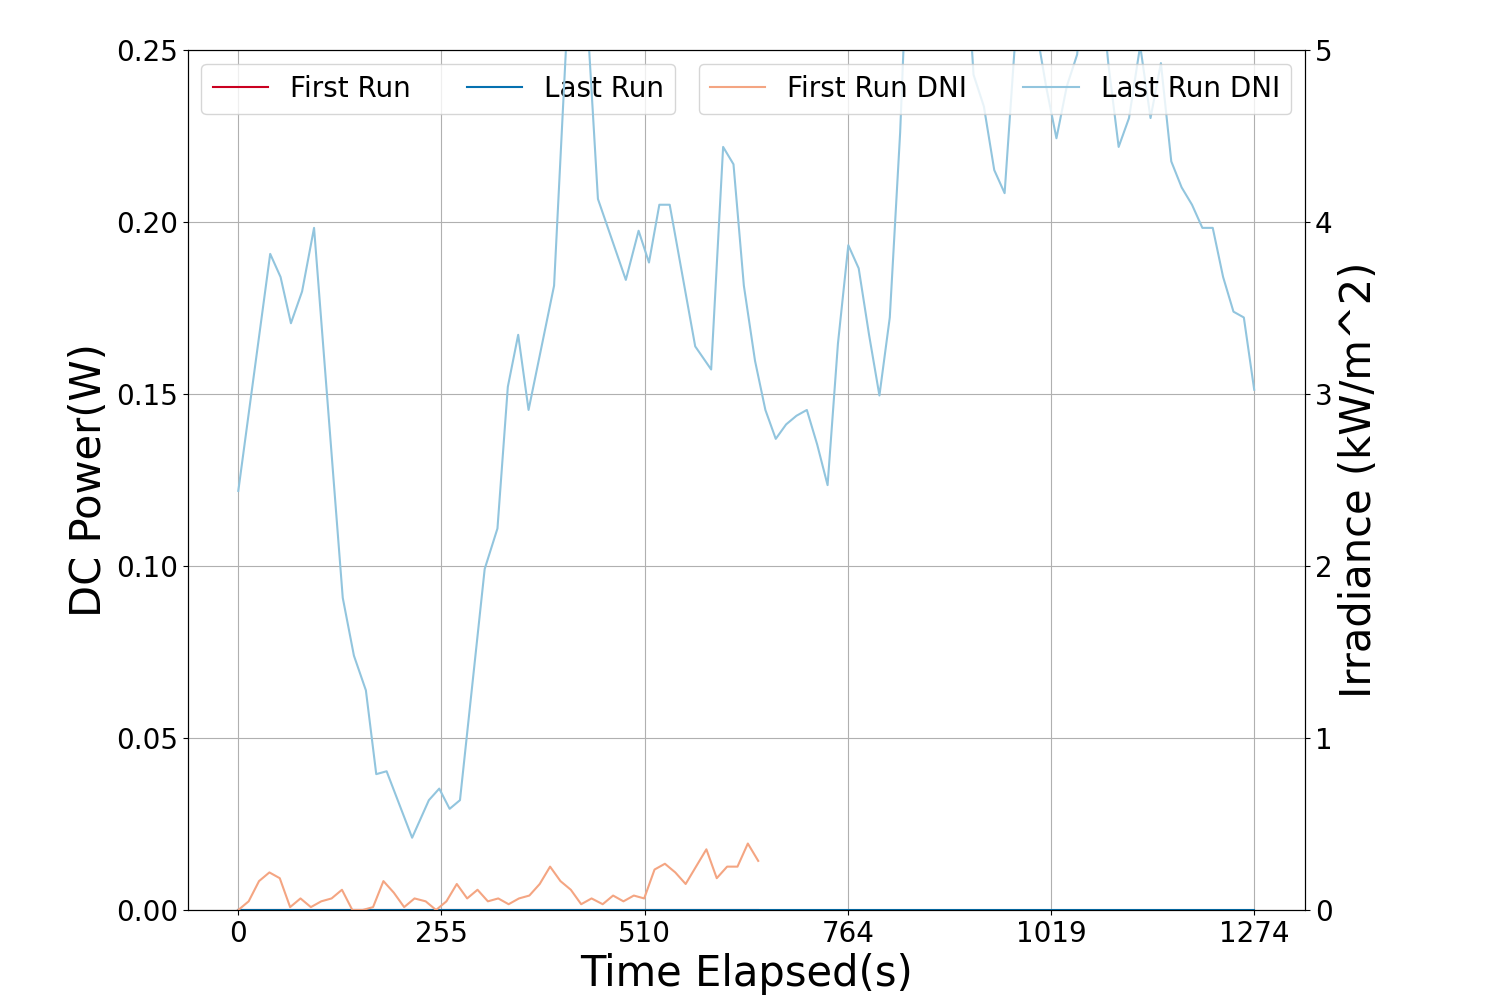 First Run
Last Run
First Run DNI
Last Run DNI
DC Power(W)
0.25
0.20
0.15
0.10
0.05
0.00
5
4
3
2
1
0
Irradiance (kW/m^2)
0 255 510 764 1019 1274
Time Elapsed(s)